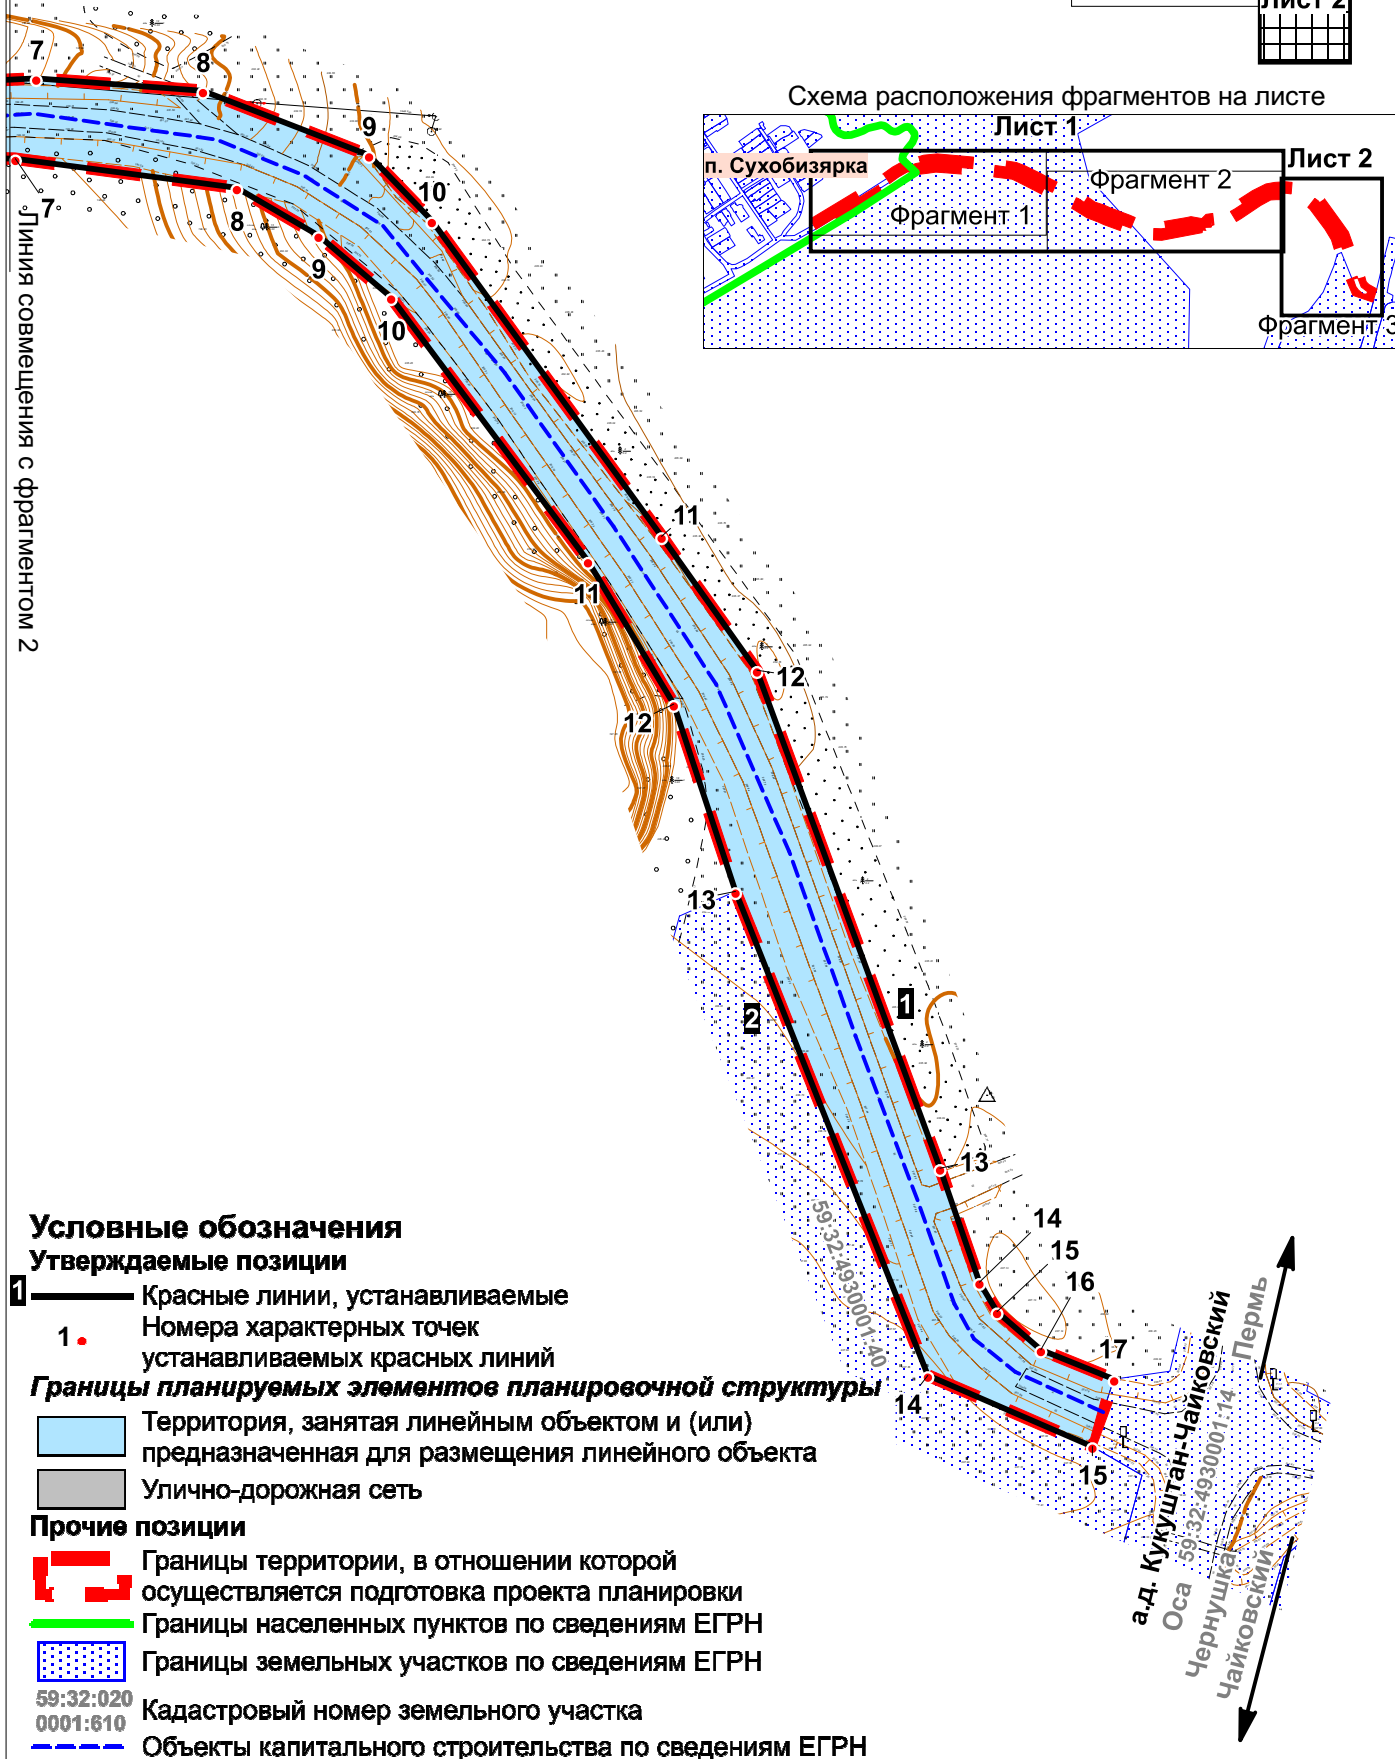 Лист 2
Схема расположения фрагментов на листе
Лист 1
п. Сухобизярка
Лист 2
Фрагмент 2
Фрагмент 1
Фрагмент 3
7
8
9
10
7
8
9
10
Линия совмещения с фрагментом 2
11
11
12
12
13
2
1
13
14
15
16
17
14
15
59:32:4930001:40
а.д. Кукуштан-Чайковский
Пермь
Оса 59:32:4930001:14
Чернушка
Чайковский
Условные обозначения
Утверждаемые позиции
1
Красные линии, устанавливаемые
1
Номера характерных точек
устанавливаемых красных линий
Границы планируемых элементов планировочной структуры
Территория, занятая линейным объектом и (или)
предназначенная для размещения линейного объекта
Улично-дорожная сеть
Прочие позиции
Границы территории, в отношении которой
осуществляется подготовка проекта планировки
Границы населенных пунктов по сведениям ЕГРН
Границы земельных участков по сведениям ЕГРН
59:32:020
0001:610
Кадастровый номер земельного участка
Объекты капитального строительства по сведениям ЕГРН